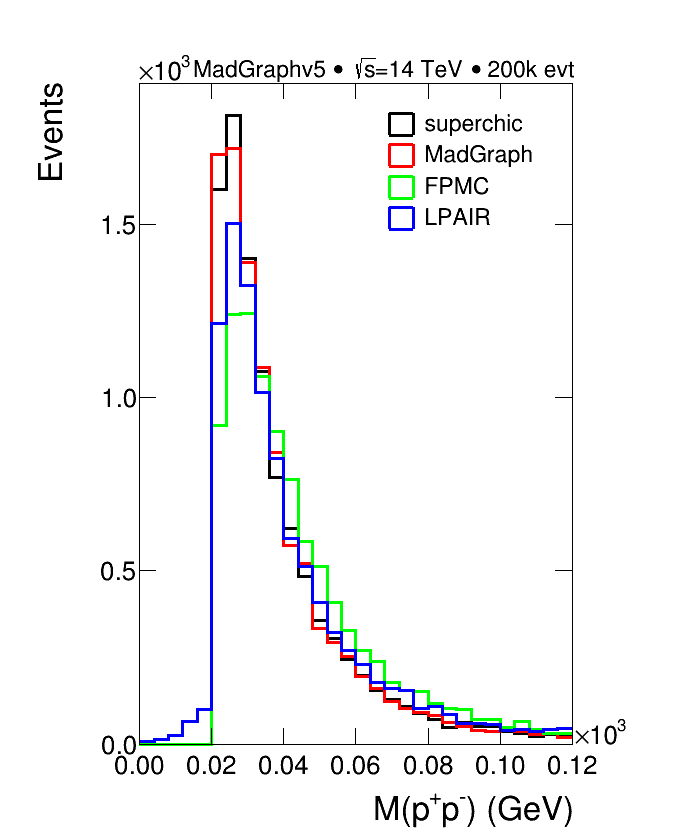 ×10³ MadGraphv5 • √s=14 TeV • 200k evt
Events
superchic
MadGraph
FPMC
LPAIR
1.5
1.0
0.5
0.0
0.00 0.02 0.04 0.06 0.08 0.10 0.12 ×10³
M(p⁺p⁻) (GeV)